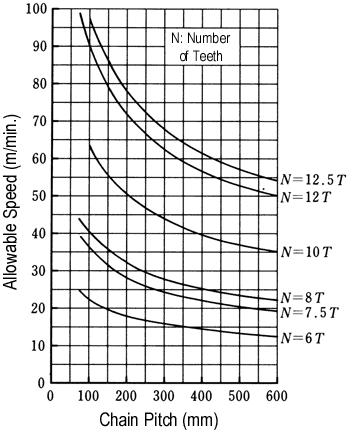 100
90
80
70
60
50
40
30
20
10
0
Allowable Speed (m/min.)
N: Number
of Teeth
N=12.5T
N=12T
N=10T
N=8T
N=7.5T
N=6T
0 100 200 300 400 500 600
Chain Pitch (mm)